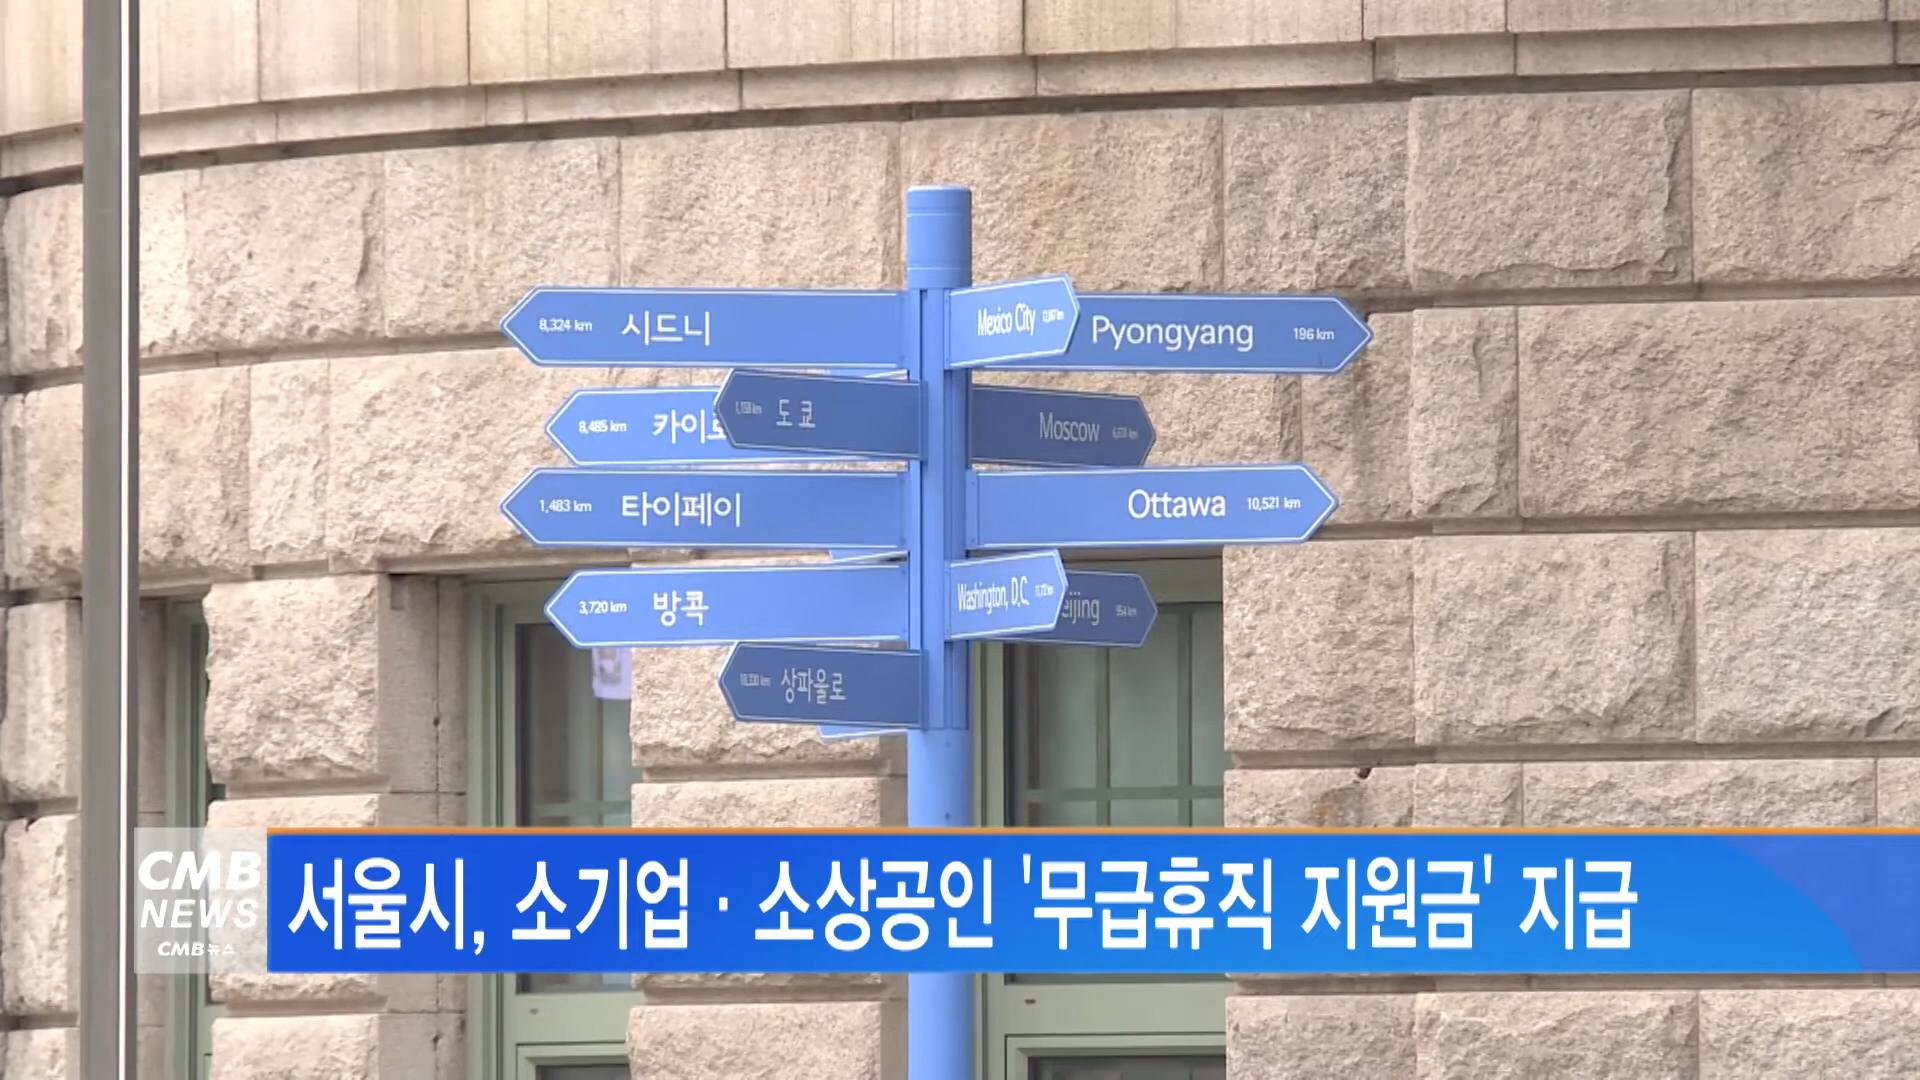 8,324 km 시드니
Mexico City
Pyongyang 196 km
8,485 km 카이로
도쿄
Moscow
1,483 km 타이페이
Ottawa 10,521 km
3,720 km 방콕
Washington, D.C.
eijing
상파울로
CMB NEWS
CMB뉴스
서울시, 소기업 · 소상공인 '무급휴직 지원금' 지급